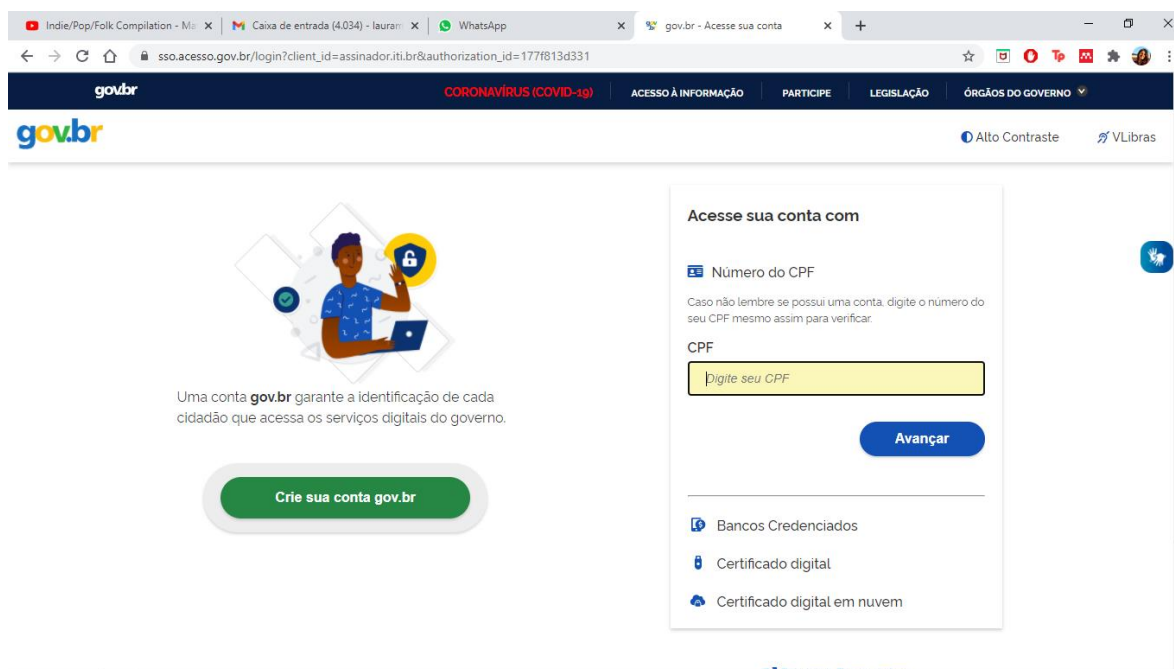 Indie/Pop/Folk Compilation - Ma
Caixa de entrada (4.034) - lauram
WhatsApp
gov.br - Acesse sua conta
sso.acesso.gov.br/login?client_id=assinador.iti.br&authorization_id=177f813d331
gov.br
CORONAVÍRUS (COVID-19)
ACESSO À INFORMAÇÃO
PARTICIPE
LEGISLAÇÃO
ÓRGÃOS DO GOVERNO
gov.br
Alto Contraste
VLibras
Uma conta gov.br garante a identificação de cada
cidadão que acessa os serviços digitais do governo.
Crie sua conta gov.br
Acesse sua conta com
Número do CPF
Caso não lembre se possui uma conta, digite o número do
seu CPF mesmo assim para verificar.
CPF
Digite seu CPF
Avançar
Bancos Credenciados
Certificado digital
Certificado digital em nuvem